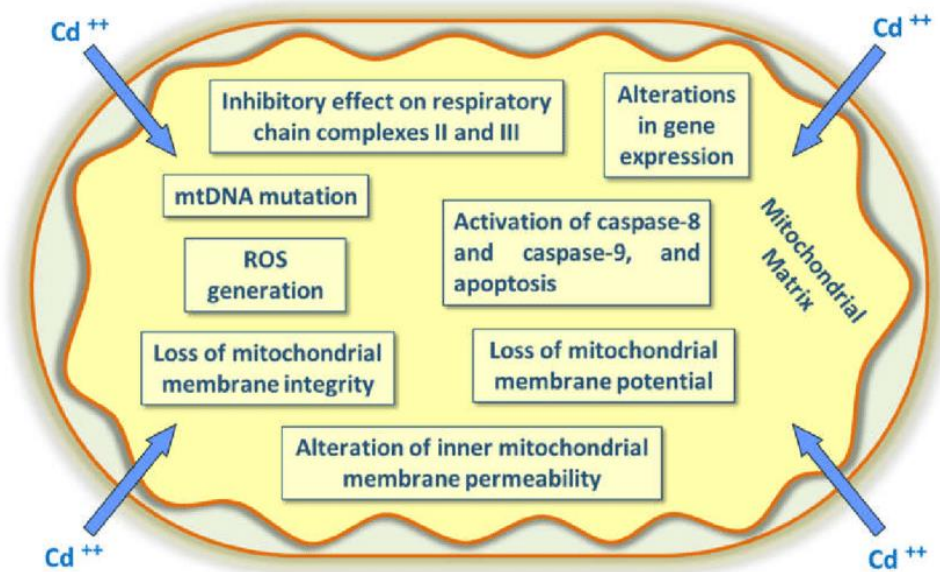 Cd ++
Cd ++
Inhibitory effect on respiratory
chain complexes II and III
Alterations
in gene
expression
mtDNA mutation
Activation of caspase-8
and caspase-9, and
apoptosis
Mitochondrial
Matrix
ROS
generation
Loss of mitochondrial
membrane integrity
Loss of mitochondrial
membrane potential
Alteration of inner mitochondrial
membrane permeability
Cd ++
Cd ++